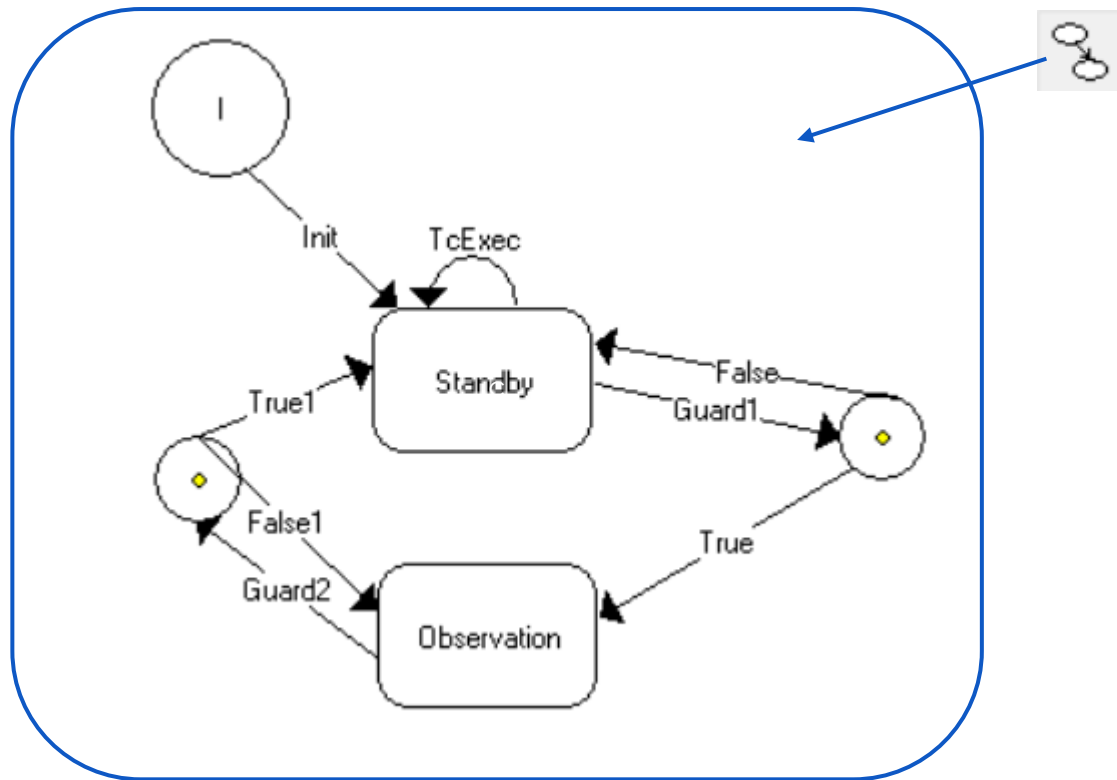 I
Init
TcExec
Standby
False
Guard1
True1
False1
True
Guard2
Observation